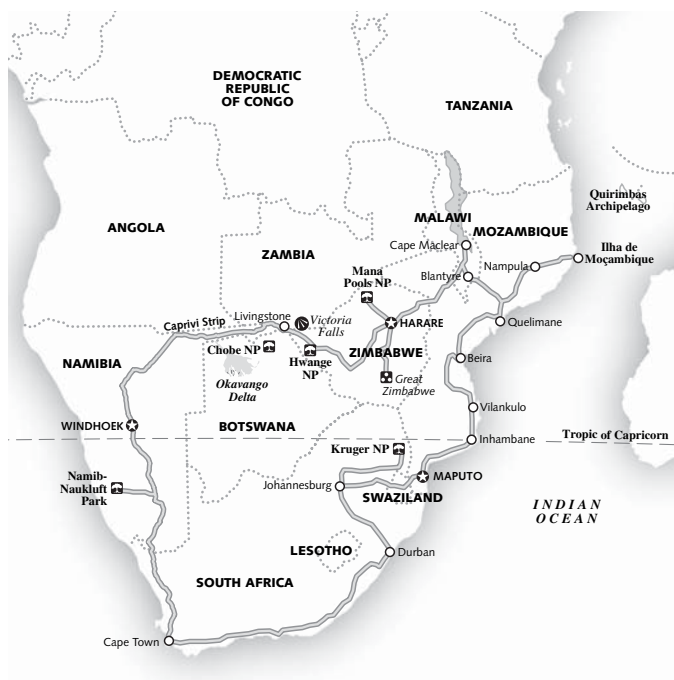 DEMOCRATIC
REPUBLIC
OF CONGO
TANZANIA
Quirimbas
Archipelago
MALAWI
ANGOLA
MOZAMBIQUE
Cape Maclear
Ilha de
Moçambique
ZAMBIA
Nampula
Mana
Pools NP
Blantyre
Livingstone
Caprivi Strip
Victoria
Falls
HARARE
Quelimane
Chobe NP
ZIMBABWE
Hwange
NP
Beira
NAMIBIA
Okavango
Delta
Great
Zimbabwe
Vilankulo
WINDHOEK
BOTSWANA
Inhambane
Tropic of Capricorn
Kruger NP
Namib-
Naukluft
Park
MAPUTO
Johannesburg
SWAZILAND
INDIAN
OCEAN
LESOTHO
Durban
SOUTH AFRICA
Cape Town